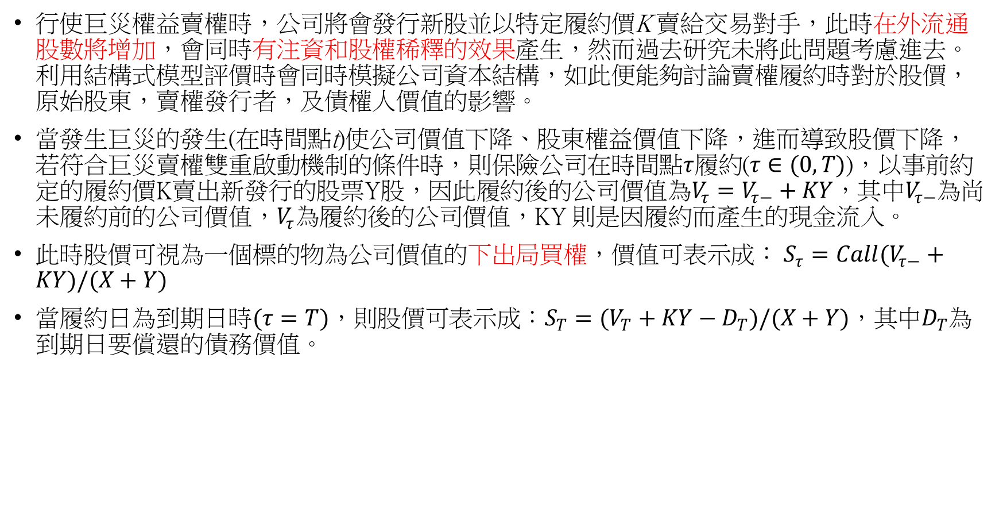 • 行使巨災權益賣權時，公司將會發行新股並以特定履約價K賣給交易對手，此時在外流通
股數將增加，會同時有注資和股權稀釋的效果產生，然而過去研究未將此問題考慮進去。
利用結構式模型評價時會同時模擬公司資本結構，如此便能夠討論賣權履約時對於股價，
原始股東，賣權發行者，及債權人價值的影響。
• 當發生巨災的發生(在時間點t)使公司價值下降、股東權益價值下降，進而導致股價下降，
若符合巨災賣權雙重啟動機制的條件時，則保險公司在時間點τ履約(τ ∈ (0, T))，以事前約
定的履約價K賣出新發行的股票Y股，因此履約後的公司價值為V_τ = V_{τ−} + KY，其中V_{τ−}為尚
未履約前的公司價值，V_τ為履約後的公司價值，KY 則是因履約而產生的現金流入。
• 此時股價可視為一個標的物為公司價值的下出局買權，價值可表示成： S_τ = Call(V_{τ−} +
KY)/(X + Y)
• 當履約日為到期日時(τ = T)，則股價可表示成：S_T = (V_T + KY − D_T)/(X + Y)，其中D_T為
到期日要償還的債務價值。